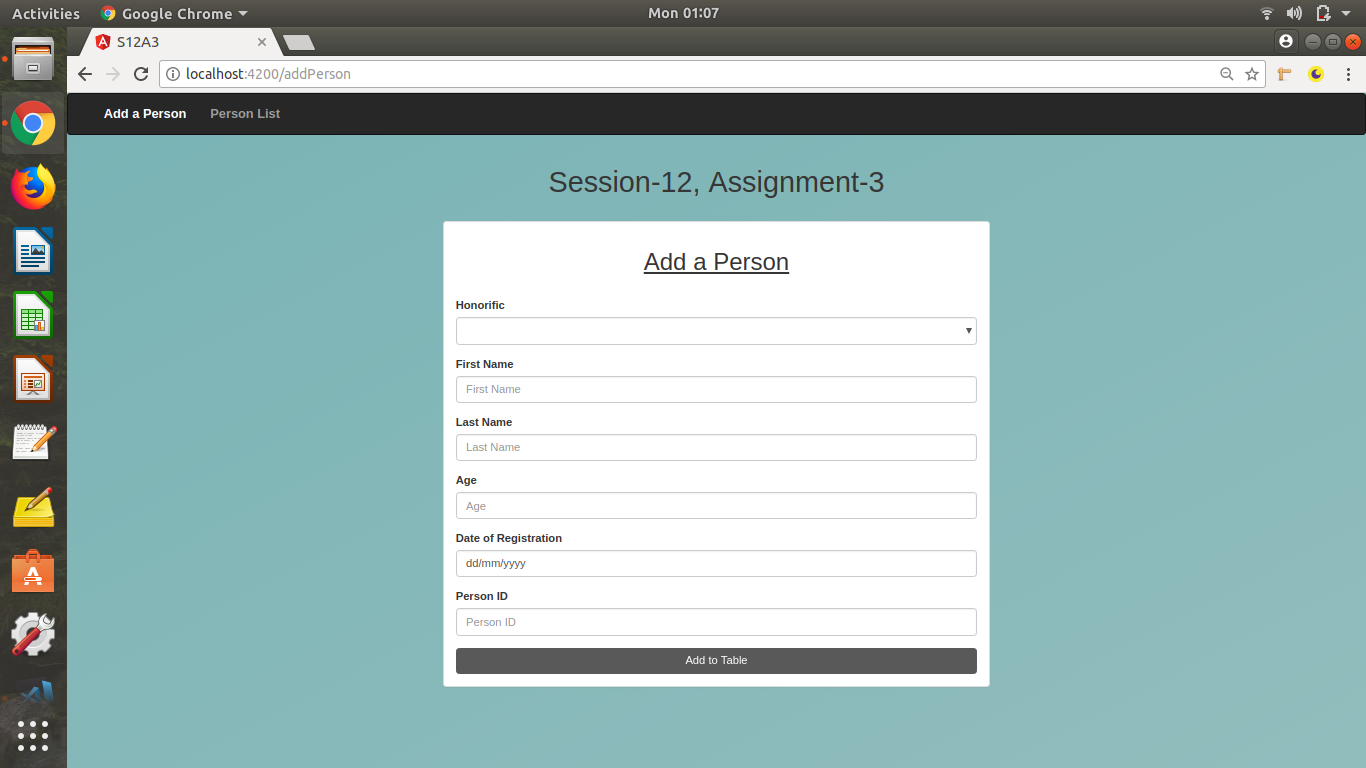 Activities Google Chrome Mon 01:07
S12A3
localhost:4200/addPerson
Add a Person Person List
Session-12, Assignment-3
Add a Person
Honorific
First Name
First Name
Last Name
Last Name
Age
Age
Date of Registration
dd/mm/yyyy
Person ID
Person ID
Add to Table